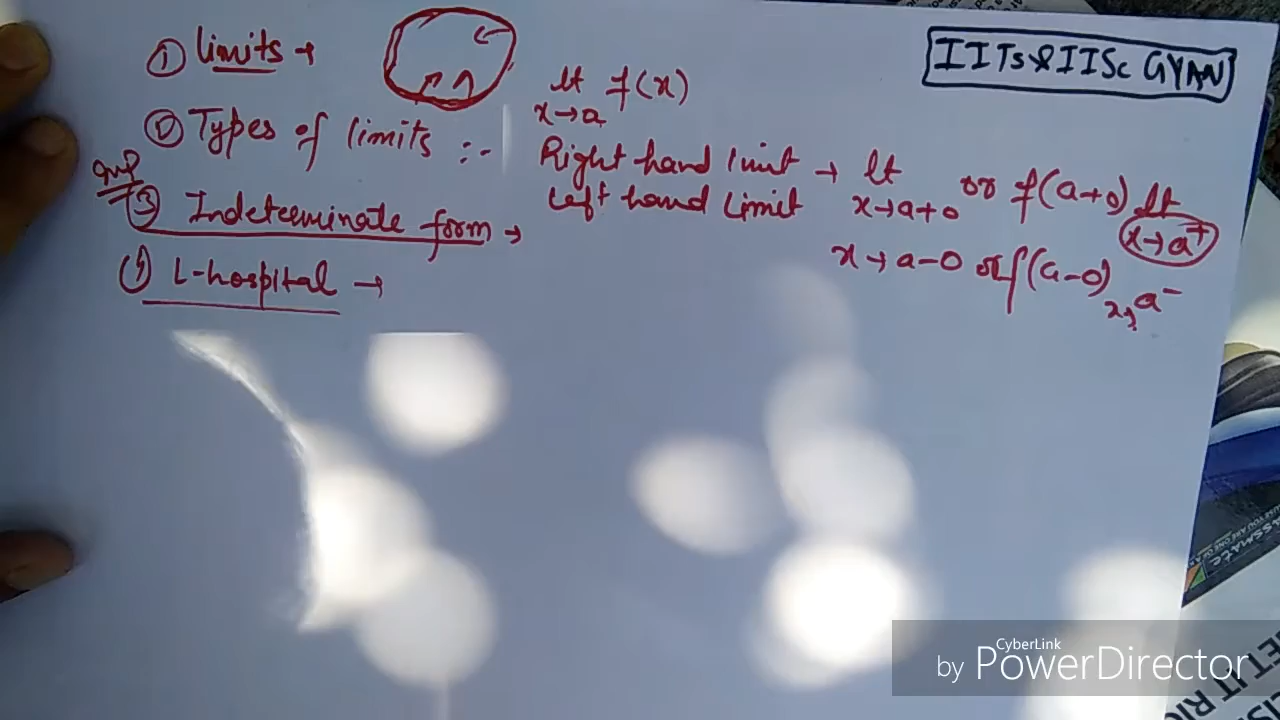 ① limits →
lt f(x)
x→a
IITs & IISc GYAN
② Types of limits :-
Right hand limit → lt
x→a+0 or f(a+0) lt
x→a⁺
Left hand Limit
x→a-0 or f(a-0)
x→a⁻
Imp
③ Indeterminate form →
(4) L-hospital →
CyberLink
by PowerDirector